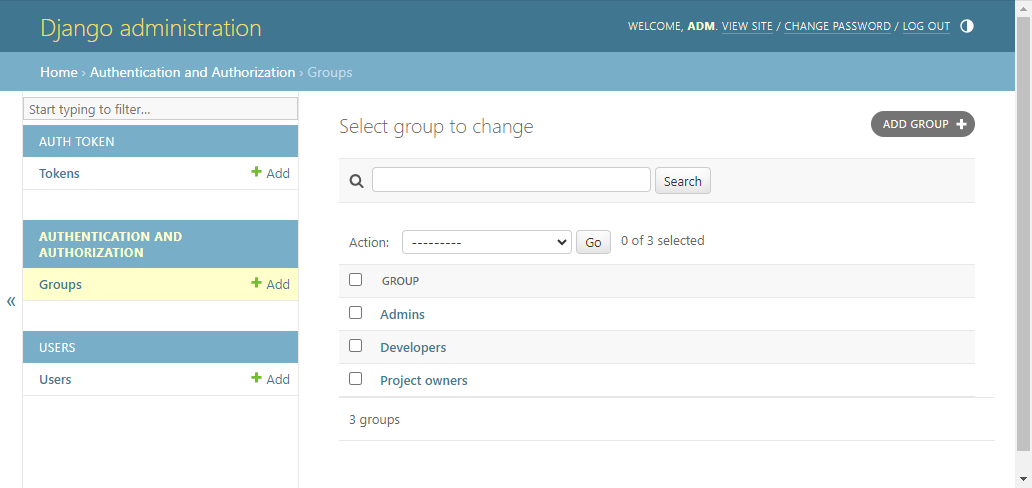 Django administration
WELCOME, ADM. VIEW SITE / CHANGE PASSWORD / LOG OUT
Home › Authentication and Authorization › Groups
Start typing to filter...
AUTH TOKEN
Tokens Add
AUTHENTICATION AND
AUTHORIZATION
Groups Add
USERS
Users Add
«
Select group to change
ADD GROUP +
Search
Action: --------- Go 0 of 3 selected
GROUP
Admins
Developers
Project owners
3 groups